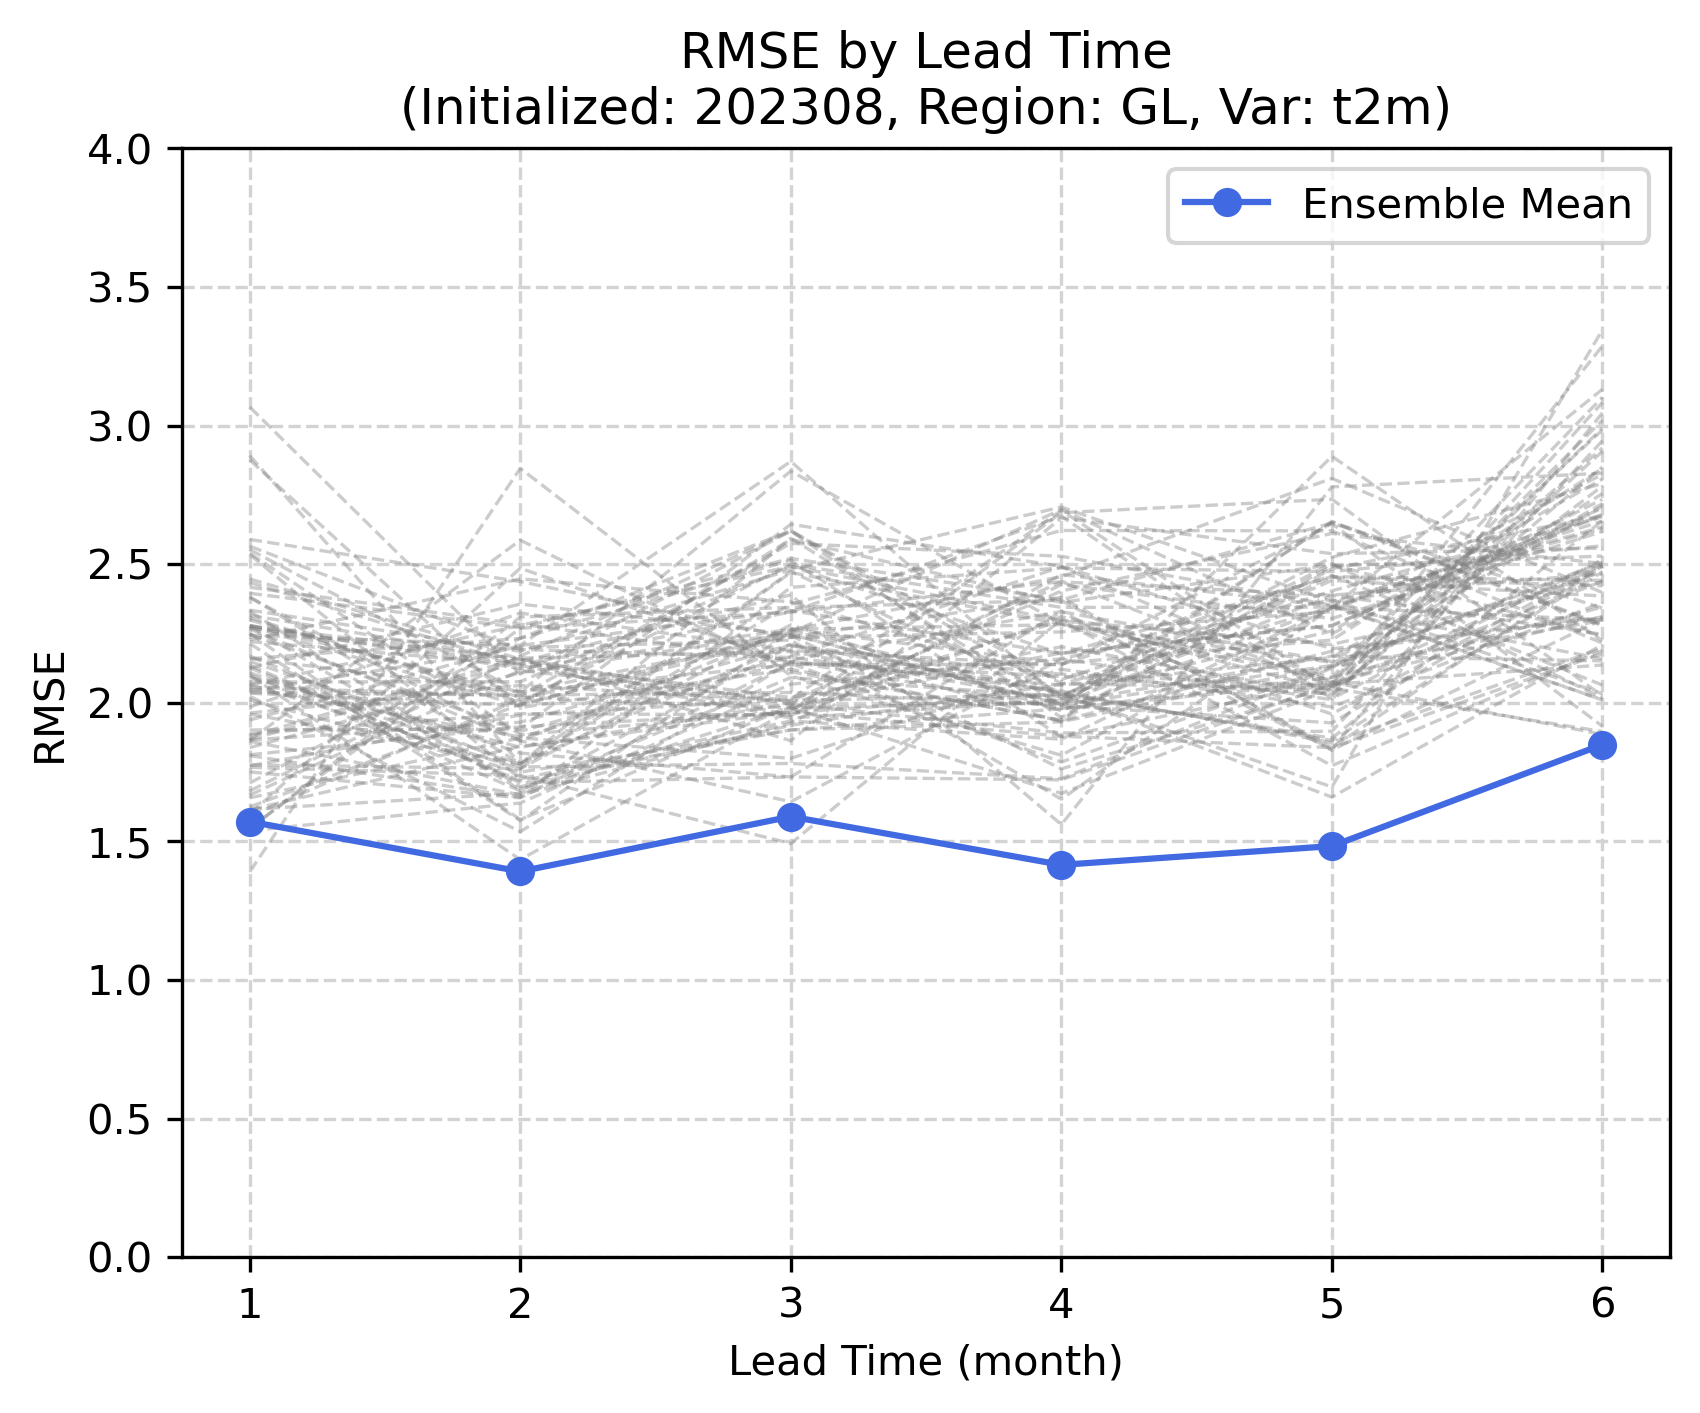 RMSE by Lead Time
(Initialized: 202308, Region: GL, Var: t2m)
Ensemble Mean
4.0
3.5
3.0
2.5
2.0
1.5
1.0
0.5
0.0
RMSE
1 2 3 4 5 6
Lead Time (month)